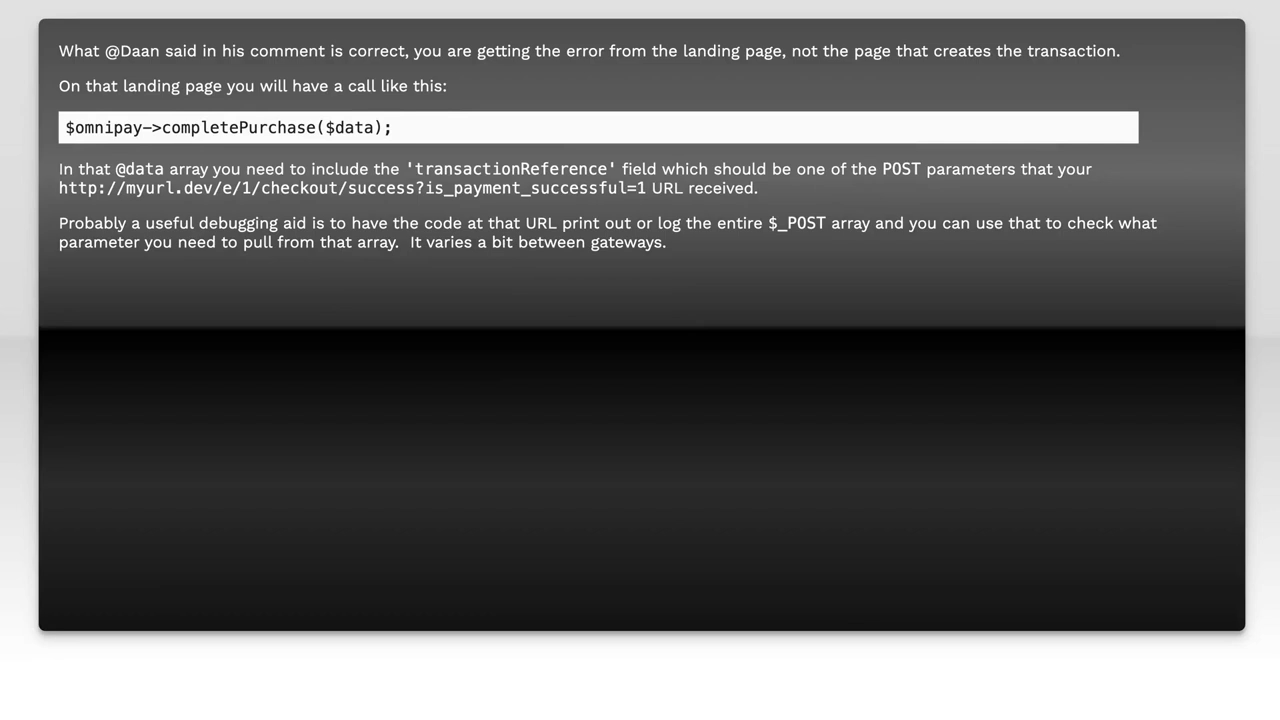 What @Daan said in his comment is correct, you are getting the error from the landing page, not the page that creates the transaction.
On that landing page you will have a call like this:
$omnipay->completePurchase($data);
In that @data array you need to include the 'transactionReference' field which should be one of the POST parameters that your
http://myurl.dev/e/1/checkout/success?is_payment_successful=1 URL received.
Probably a useful debugging aid is to have the code at that URL print out or log the entire $_POST array and you can use that to check what
parameter you need to pull from that array.  It varies a bit between gateways.